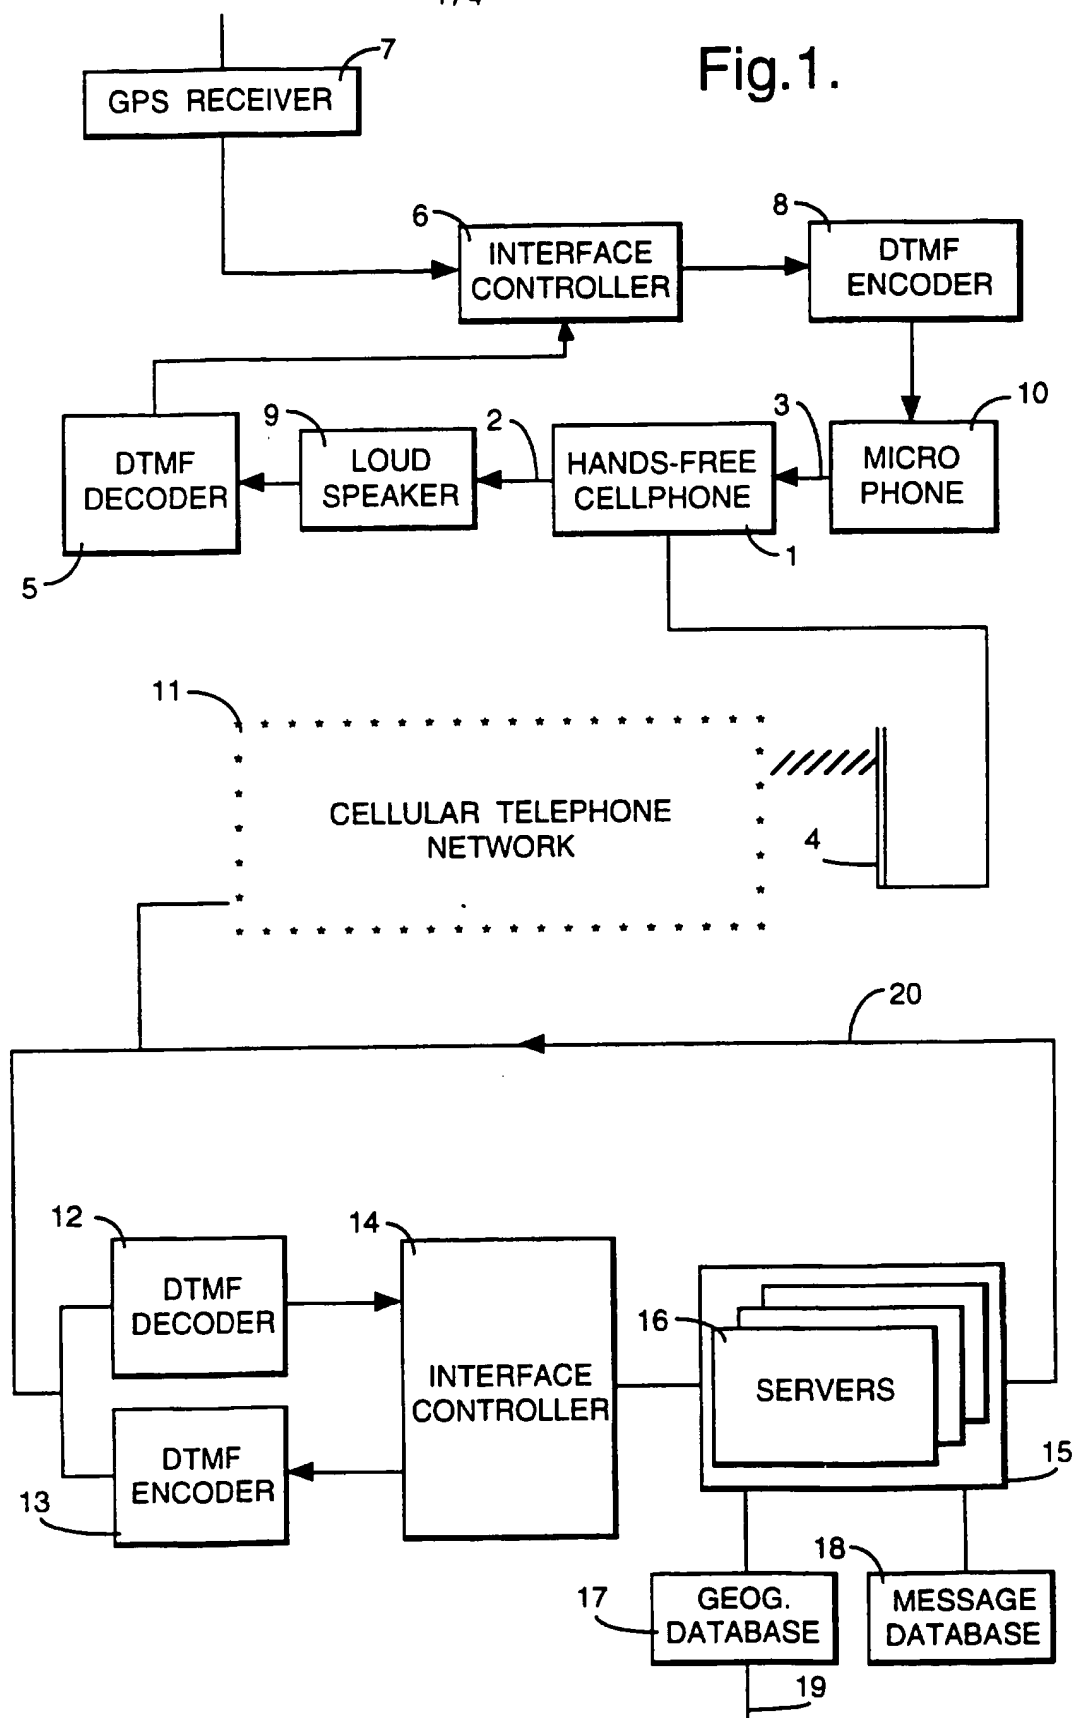 1/4
Fig.1.
7
GPS RECEIVER
6
INTERFACE
CONTROLLER
8
DTMF
ENCODER
9
2
3
10
DTMF
DECODER
LOUD
SPEAKER
HANDS-FREE
CELLPHONE
MICRO
PHONE
5
1
11
CELLULAR TELEPHONE
NETWORK
4
20
12
DTMF
DECODER
14
INTERFACE
CONTROLLER
16
SERVERS
15
13
DTMF
ENCODER
17
GEOG.
DATABASE
18
MESSAGE
DATABASE
19